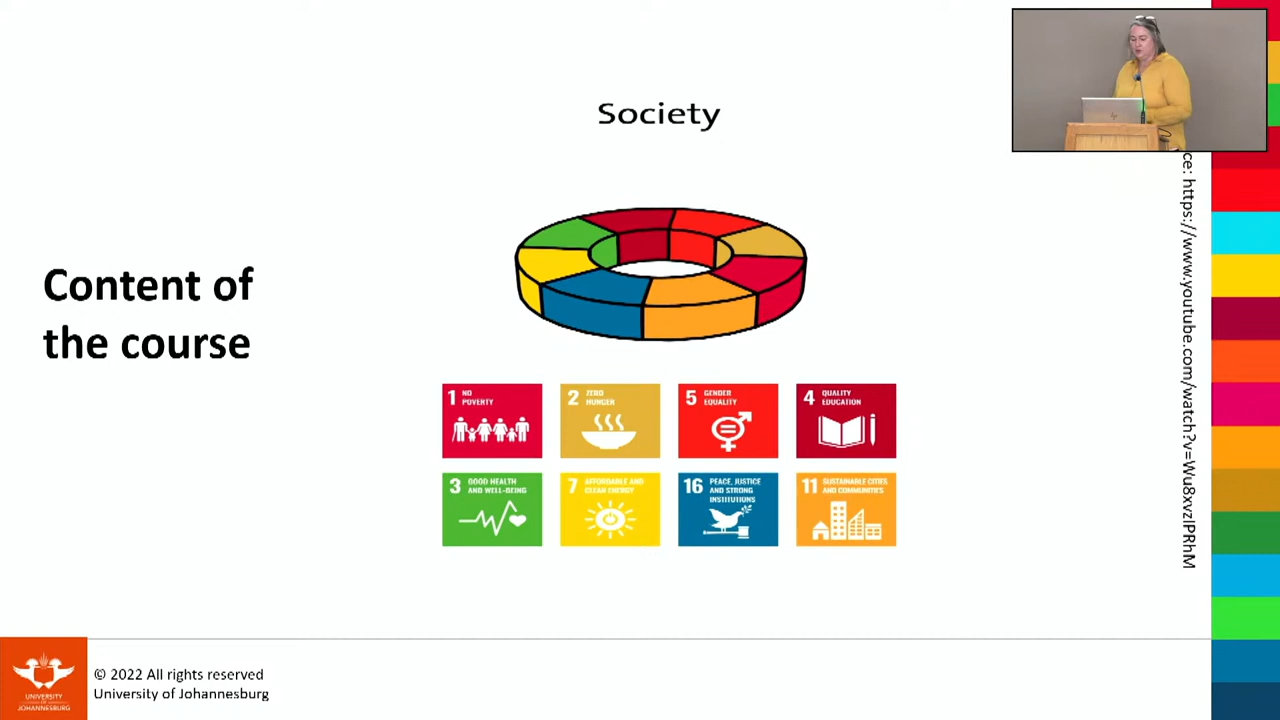 Society
Content of
the course
1 NO
POVERTY
2 ZERO
HUNGER
5 GENDER
EQUALITY
4 QUALITY
EDUCATION
3 GOOD HEALTH
AND WELL-BEING
7 AFFORDABLE AND
CLEAN ENERGY
16 PEACE, JUSTICE
AND STRONG
INSTITUTIONS
11 SUSTAINABLE CITIES
AND COMMUNITIES
ce: https://www.youtube.com/watch?v=Wu8xvzIPRhM
UNIVERSITY
OF
JOHANNESBURG
© 2022 All rights reserved
University of Johannesburg